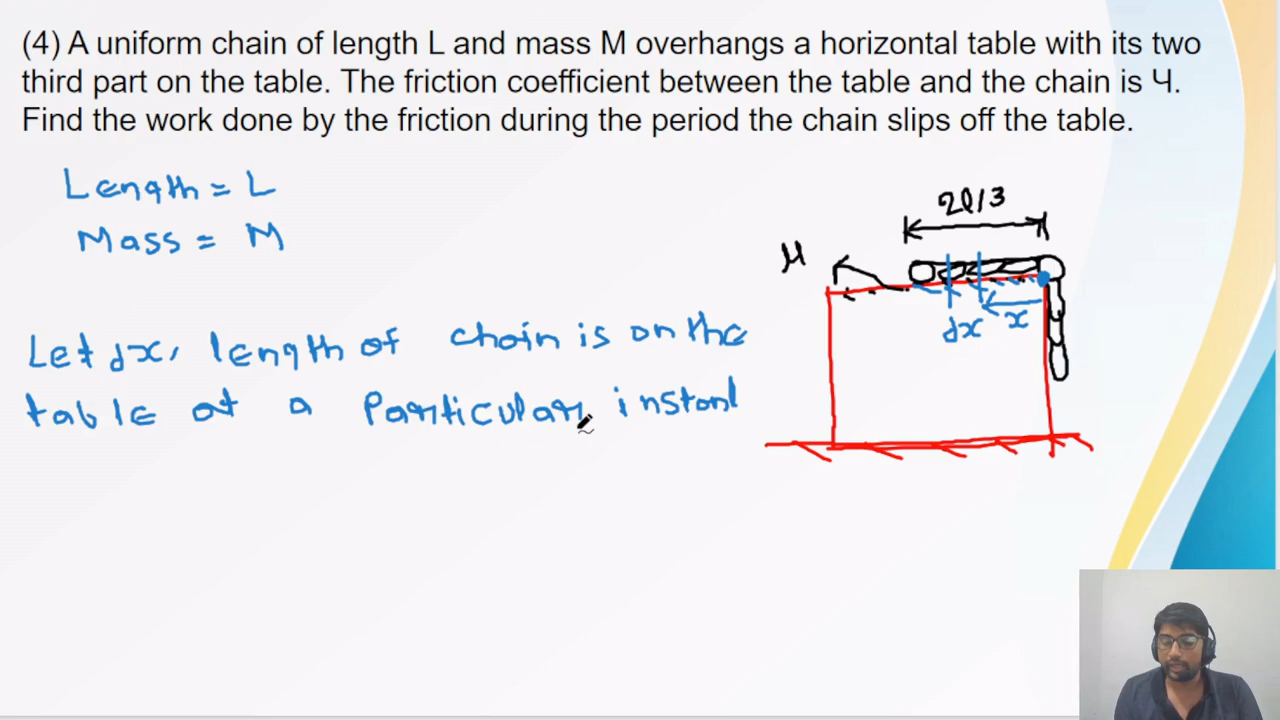 (4) A uniform chain of length L and mass M overhangs a horizontal table with its two
third part on the table. The friction coefficient between the table and the chain is Ч.
Find the work done by the friction during the period the chain slips off the table.
Length = L
Mass = M
2l/3
μ
dx
x
Let dx, length of chain is on the
table at a Particular instant